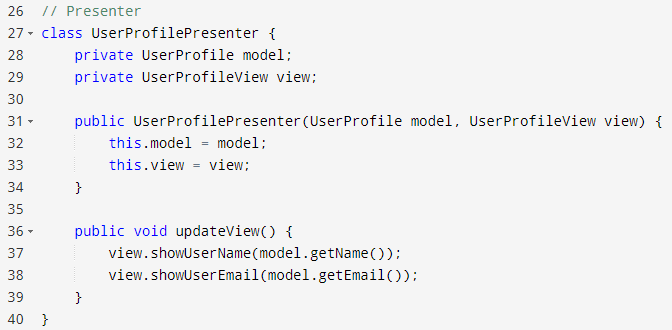 26 // Presenter
27 class UserProfilePresenter {
28     private UserProfile model;
29     private UserProfileView view;
30
31     public UserProfilePresenter(UserProfile model, UserProfileView view) {
32         this.model = model;
33         this.view = view;
34     }
35
36     public void updateView() {
37         view.showUserName(model.getName());
38         view.showUserEmail(model.getEmail());
39     }
40 }